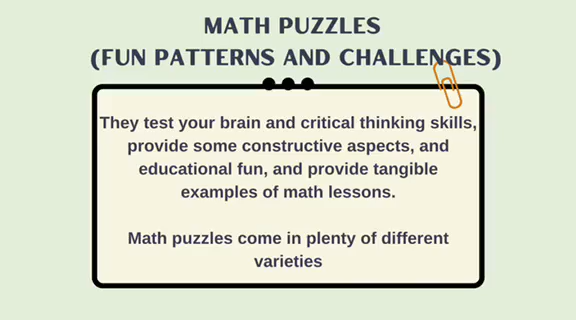 MATH PUZZLES
(FUN PATTERNS AND CHALLENGES)
They test your brain and critical thinking skills,
provide some constructive aspects, and
educational fun, and provide tangible
examples of math lessons.
Math puzzles come in plenty of different
varieties